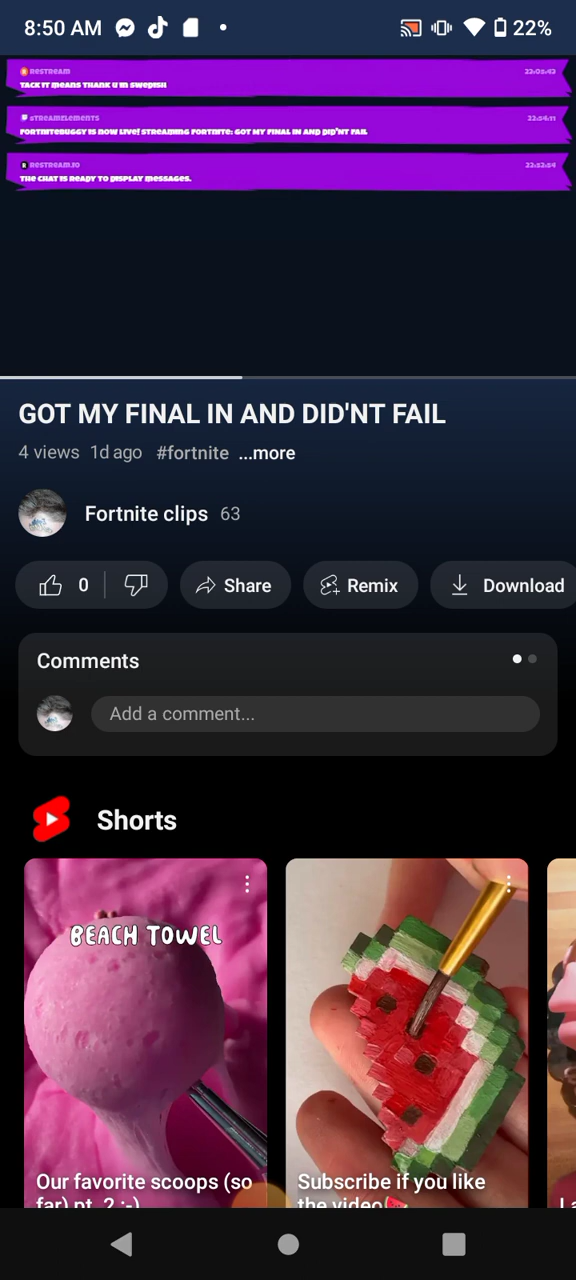 8:50 AM
22%
RESTREAM
22:05:43
TACK IT MEANS THANK U IN SWEDISH
STREAMELEMENTS
22:54:11
FORTNITEBUGGY IS NOW LIVE! STREAMING FORTNITE: GOT MY FINAL IN AND DID'NT FAIL
RESTREAM.IO
22:52:54
THE CHAT IS READY TO DISPLAY MESSAGES.
GOT MY FINAL IN AND DID'NT FAIL
4 views 1d ago #fortnite ...more
Fortnite clips 63
0 Share Remix Download
Comments
Add a comment...
Shorts
BEACH TOWEL
Our favorite scoops (so
far) pt. 2 :-)
Subscribe if you like
the video🍉